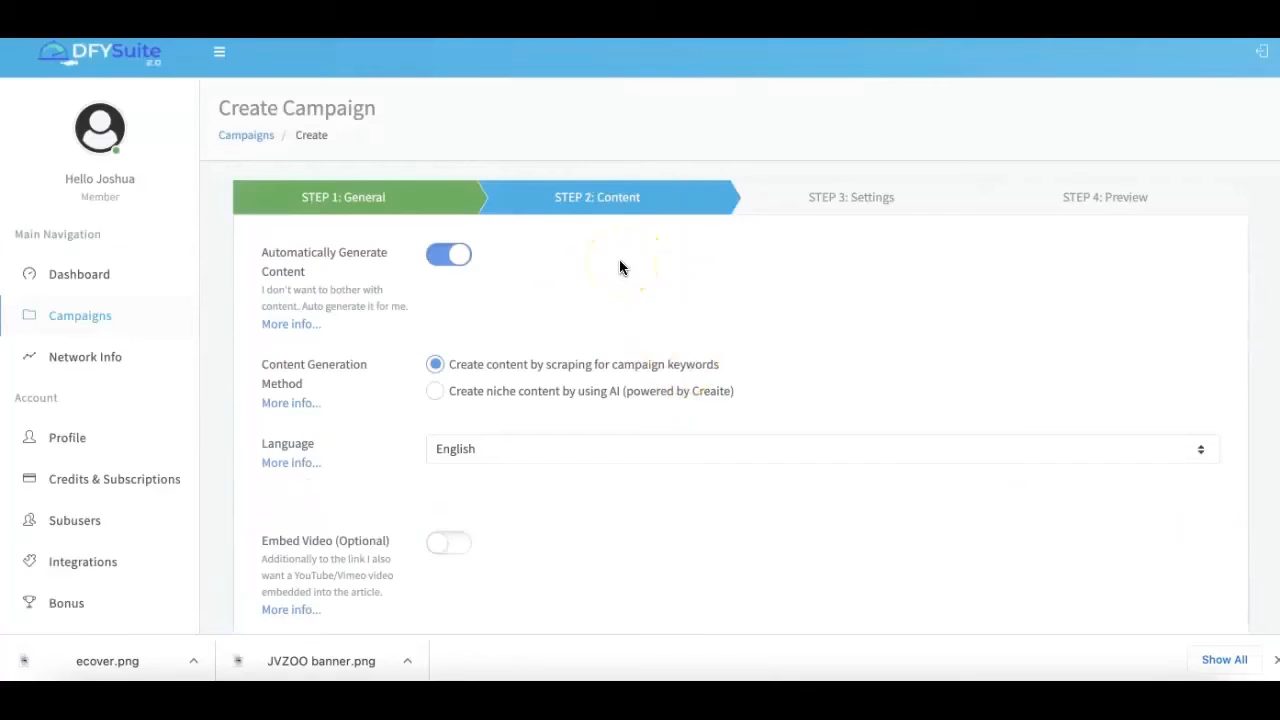 DFYSuite
2.0
Create Campaign
Campaigns / Create
Hello Joshua
Member
Main Navigation
Dashboard
Campaigns
Network Info
Account
Profile
Credits & Subscriptions
Subusers
Integrations
Bonus
STEP 1: General
STEP 2: Content
STEP 3: Settings
STEP 4: Preview
Automatically Generate
Content
I don't want to bother with
content. Auto generate it for me.
More info...
Content Generation
Method
More info...
Create content by scraping for campaign keywords
Create niche content by using AI (powered by Creaite)
Language
More info...
English
Embed Video (Optional)
Additionally to the link I also
want a YouTube/Vimeo video
embedded into the article.
More info...
ecover.png
JVZOO banner.png
Show All